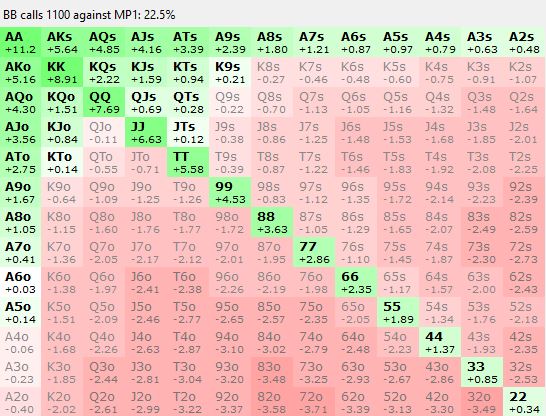 BB calls 1100 against MP1: 22.5%
AA AKs AQs AJs ATs A9s A8s A7s A6s A5s A4s A3s A2s
+11.2 +5.64 +4.85 +4.16 +3.39 +2.39 +1.80 +1.21 +0.87 +0.97 +0.79 +0.63 +0.48
AKo KK KQs KJs KTs K9s K8s K7s K6s K5s K4s K3s K2s
+5.16 +8.91 +2.22 +1.59 +0.94 +0.21 -0.27 -0.46 -0.48 -0.60 -0.75 -0.91 -1.07
AQo KQo QQ QJs QTs Q9s Q8s Q7s Q6s Q5s Q4s Q3s Q2s
+4.30 +1.51 +7.69 +0.69 +0.28 -0.22 -0.70 -1.13 -1.05 -1.16 -1.32 -1.48 -1.64
AJo KJo QJo JJ JTs J9s J8s J7s J6s J5s J4s J3s J2s
+3.56 +0.84 -0.11 +6.63 +0.12 -0.38 -0.86 -1.25 -1.48 -1.53 -1.68 -1.85 -2.01
ATo KTo QTo JTo TT T9s T8s T7s T6s T5s T4s T3s T2s
+2.75 +0.14 -0.55 -0.71 +5.58 -0.39 -0.87 -1.22 -1.46 -1.83 -1.92 -2.08 -2.25
A9o K9o Q9o J9o T9o 99 98s 97s 96s 95s 94s 93s 92s
+1.67 -0.64 -1.09 -1.25 -1.26 +4.53 -0.83 -1.12 -1.35 -1.72 -2.14 -2.23 -2.39
A8o K8o Q8o J8o T8o 98o 88 87s 86s 85s 84s 83s 82s
+1.05 -1.15 -1.60 -1.76 -1.77 -1.72 +3.63 -1.05 -1.29 -1.65 -2.07 -2.49 -2.59
A7o K7o Q7o J7o T7o 97o 87o 77 76s 75s 74s 73s 72s
+0.41 -1.36 -2.05 -2.17 -2.12 -2.01 -1.95 +2.86 -1.10 -1.45 -1.87 -2.30 -2.73
A6o K6o Q6o J6o T6o 96o 86o 76o 66 65s 64s 63s 62s
+0.03 -1.38 -1.97 -2.41 -2.38 -2.26 -2.19 -1.98 +2.35 -1.17 -1.57 -2.00 -2.43
A5o K5o Q5o J5o T5o 95o 85o 75o 65o 55 54s 53s 52s
+0.14 -1.51 -2.09 -2.46 -2.77 -2.65 -2.57 -2.35 -2.05 +1.89 -1.34 -1.76 -2.18
A4o K4o Q4o J4o T4o 94o 84o 74o 64o 54o 44 43s 42s
-0.06 -1.68 -2.26 -2.62 -2.87 -3.10 -3.02 -2.79 -2.48 -2.23 +1.37 -1.93 -2.35
A3o K3o Q3o J3o T3o 93o 83o 73o 63o 53o 43o 33 32s
-0.23 -1.85 -2.44 -2.81 -3.04 -3.20 -3.48 -3.25 -2.93 -2.67 -2.86 +0.85 -2.53
A2o K2o Q2o J2o T2o 92o 82o 72o 62o 52o 42o 32o 22
-0.40 -2.02 -2.61 -2.99 -3.22 -3.37 -3.58 -3.71 -3.39 -3.13 -3.30 -3.49 +0.34